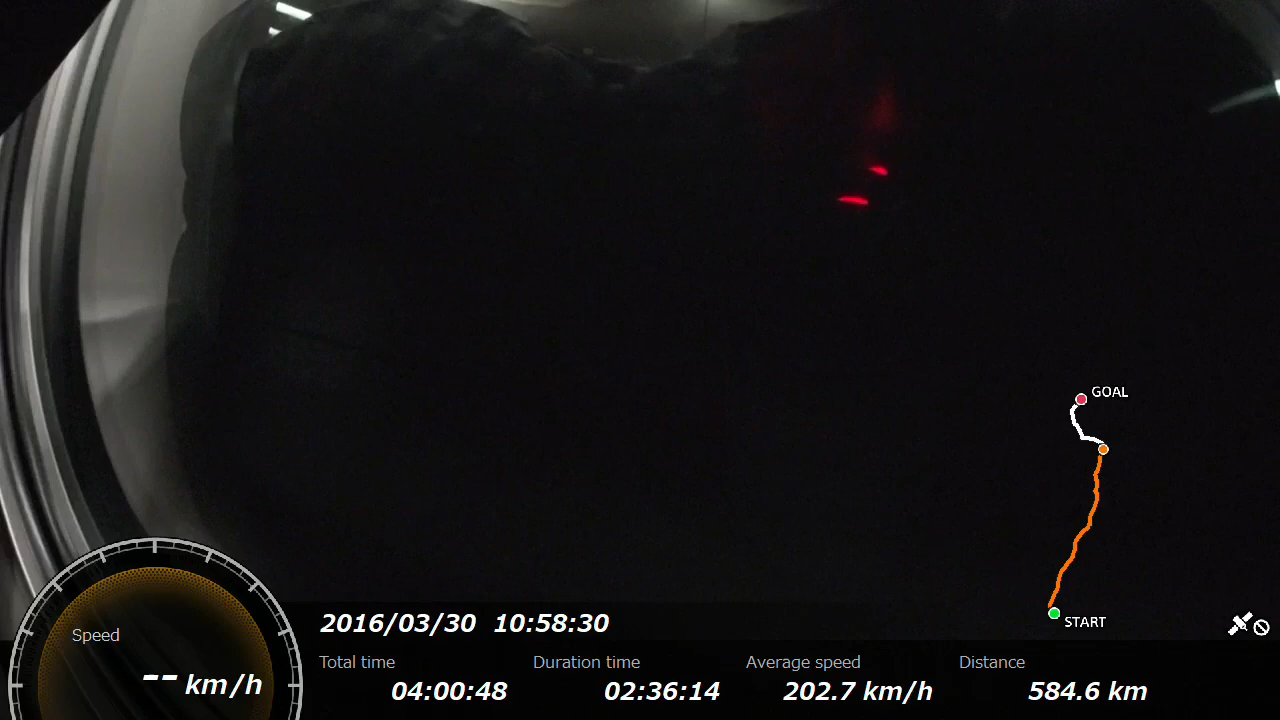 GOAL
START
Speed
-- km/h
2016/03/30 10:58:30
Total time
04:00:48
Duration time
02:36:14
Average speed
202.7 km/h
Distance
584.6 km